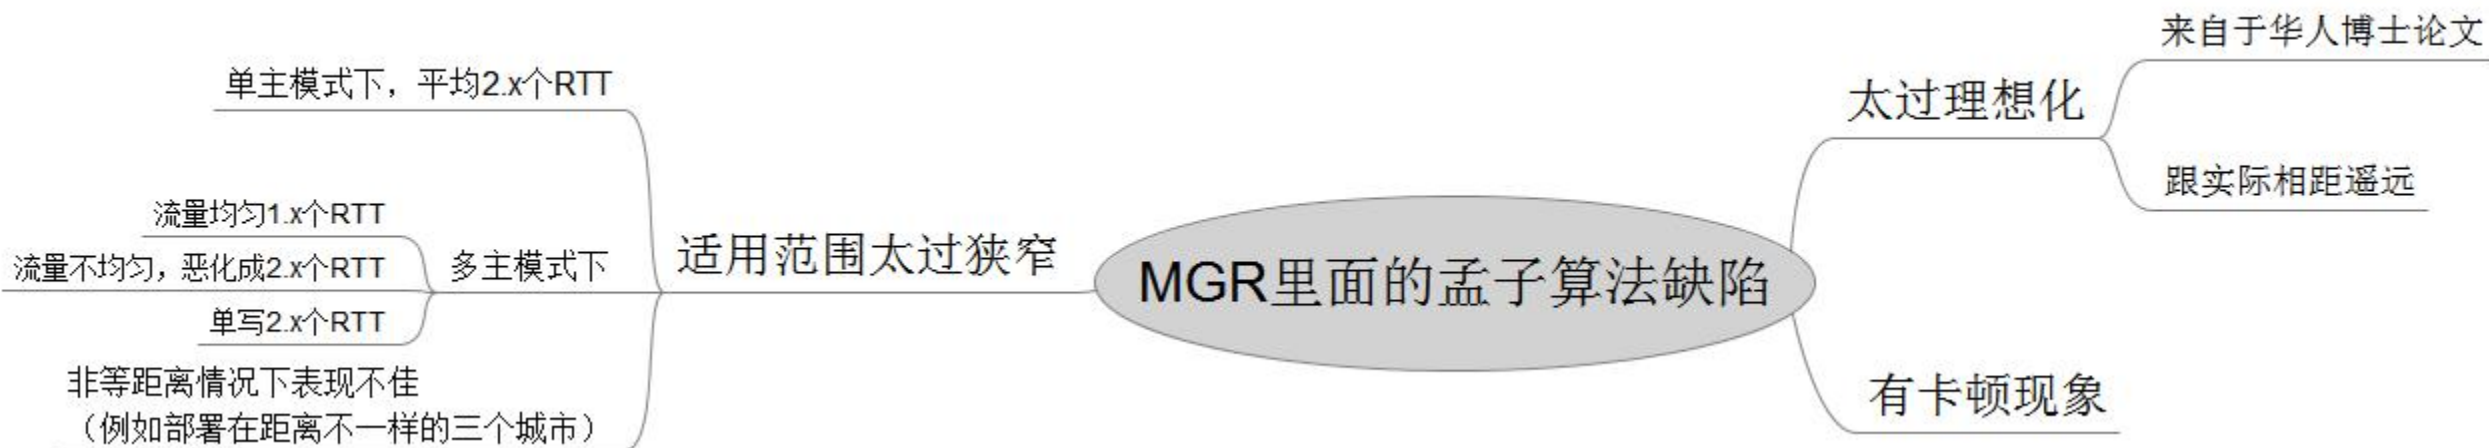 MGR里面的孟子算法缺陷
太过理想化
来自于华人博士论文
跟实际相距遥远
有卡顿现象
适用范围太过狭窄
单主模式下，平均2.x个RTT
多主模式下
流量均匀1.x个RTT
流量不均匀，恶化成2.x个RTT
单写2.x个RTT
非等距离情况下表现不佳
（例如部署在距离不一样的三个城市）